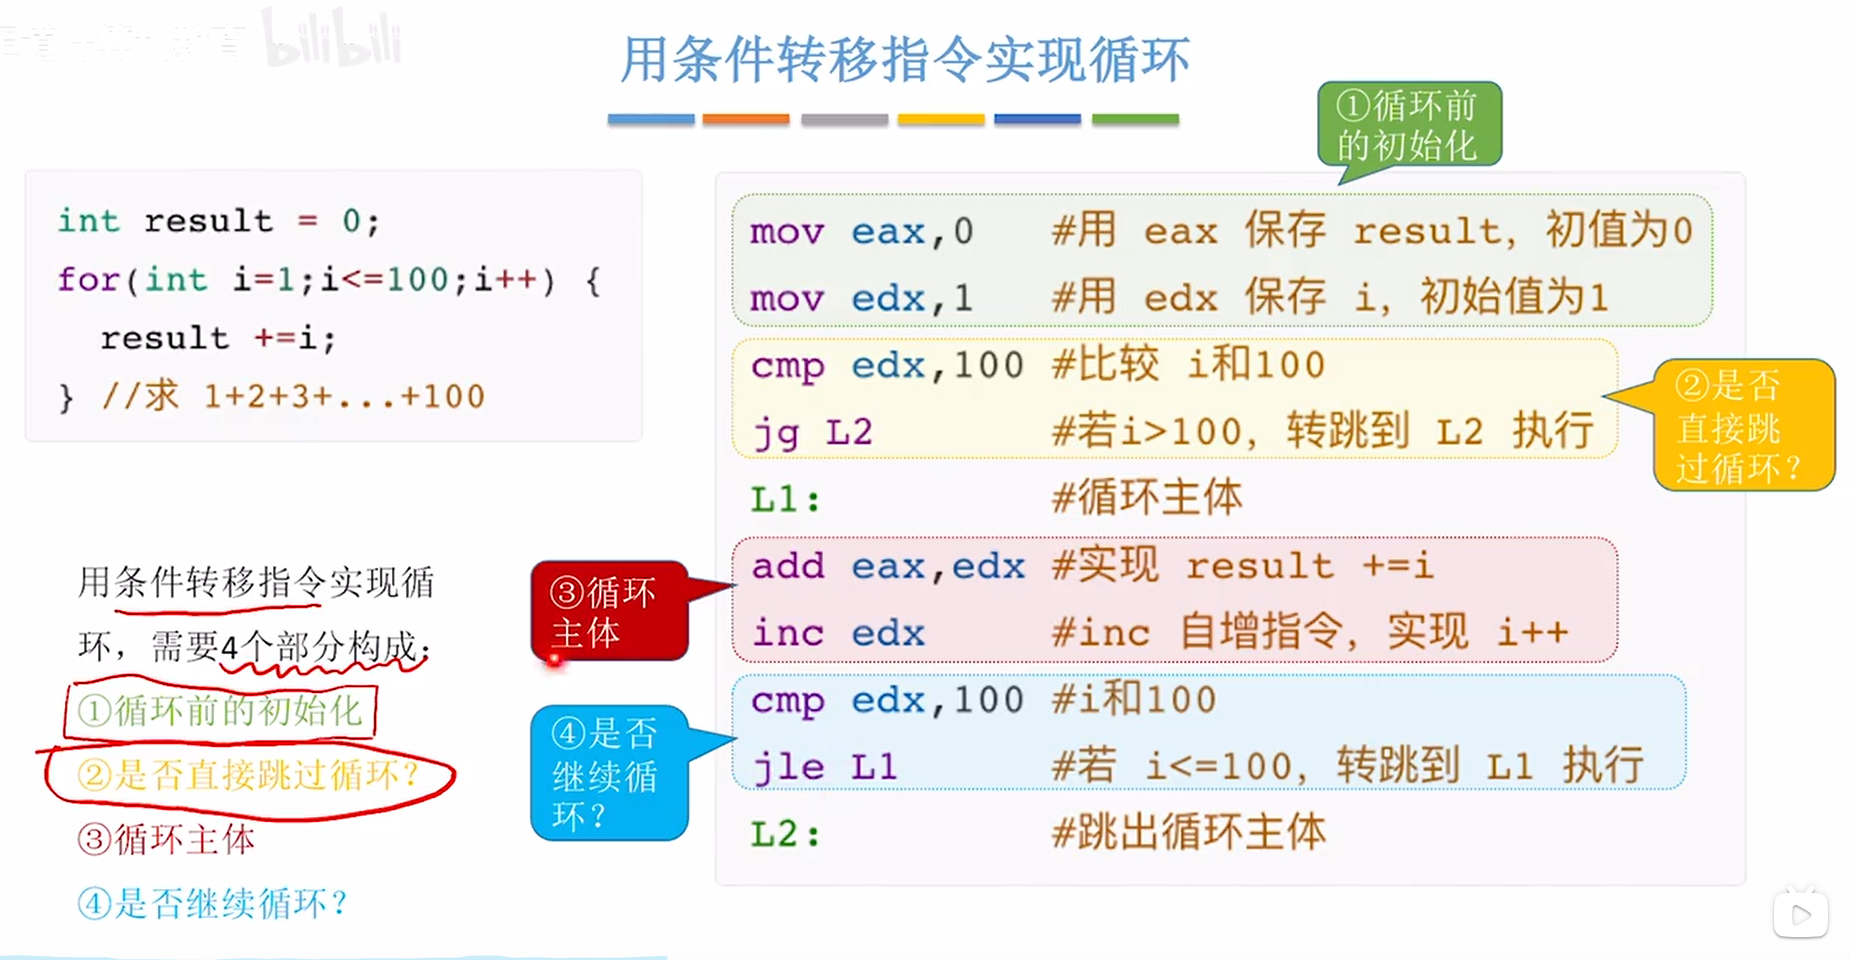 bilibili
用条件转移指令实现循环
①循环前
的初始化
int result = 0;
for(int i=1;i<=100;i++) {
result +=i;
} //求 1+2+3+...+100
mov eax,0 #用 eax 保存 result，初值为0
mov edx,1 #用 edx 保存 i，初始值为1
cmp edx,100 #比较 i和100
jg L2 #若i>100，转跳到 L2 执行
②是否
直接跳
过循环？
L1: #循环主体
add eax,edx #实现 result +=i
inc edx #inc 自增指令，实现 i++
③循环
主体
cmp edx,100 #i和100
jle L1 #若 i<=100，转跳到 L1 执行
④是否
继续循
环？
L2: #跳出循环主体
用条件转移指令实现循
环，需要4个部分构成：
①循环前的初始化
②是否直接跳过循环？
③循环主体
④是否继续循环？